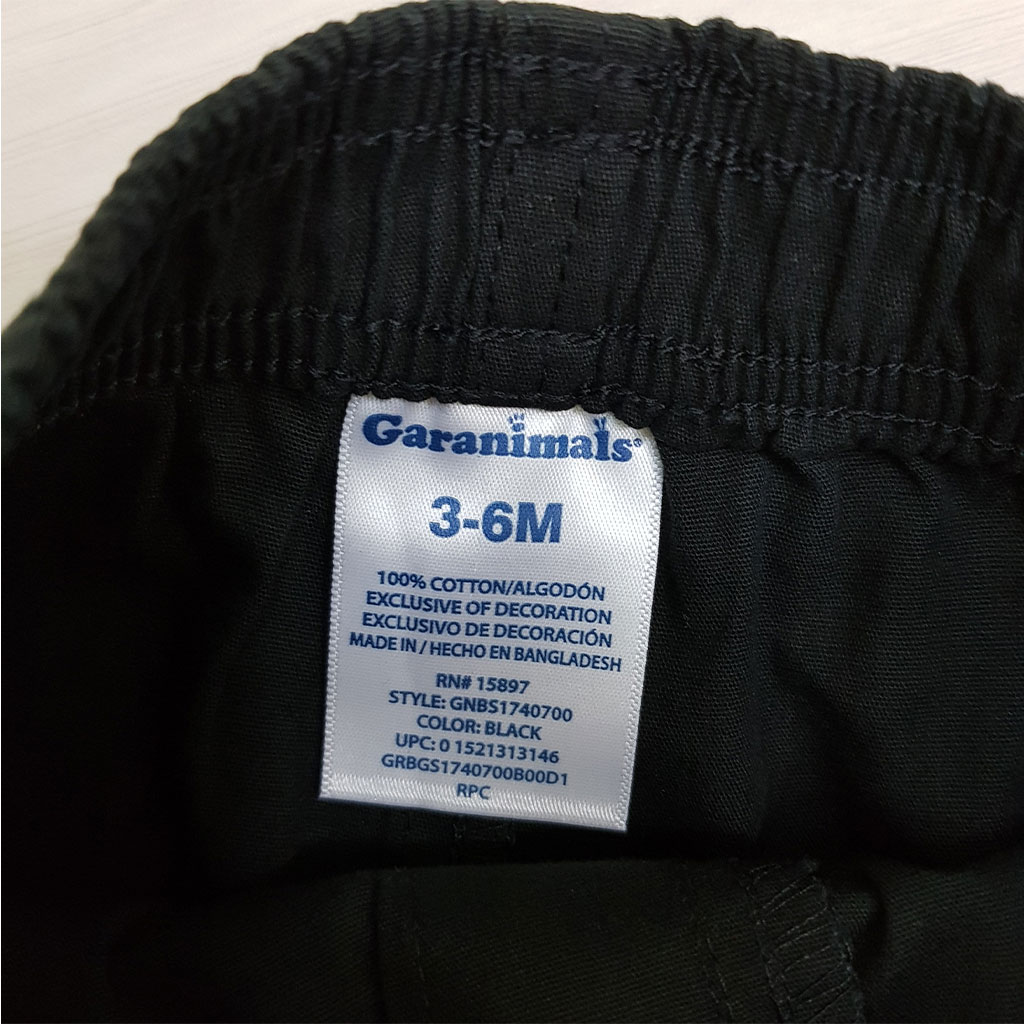 Garanimals®
3-6M
100% COTTON/ALGODÓN
EXCLUSIVE OF DECORATION
EXCLUSIVO DE DECORACIÓN
MADE IN / HECHO EN BANGLADESH
RN# 15897
STYLE: GNBS1740700
COLOR: BLACK
UPC: 0 1521313146
GRBGS1740700B00D1
RPC